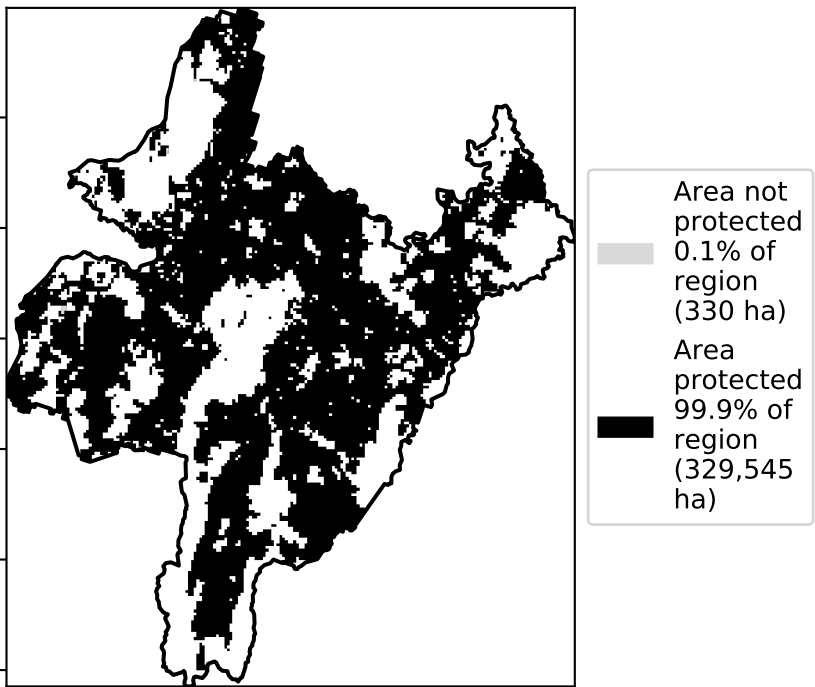 Area not
protected
0.1% of
region
(330 ha)
Area
protected
99.9% of
region
(329,545
ha)